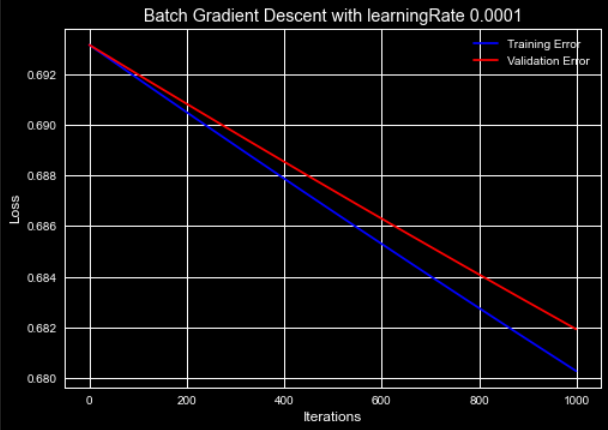 Batch Gradient Descent with learningRate 0.0001
Training Error
Validation Error
0.692
0.690
0.688
0.686
0.684
0.682
0.680
Loss
0 200 400 600 800 1000
Iterations